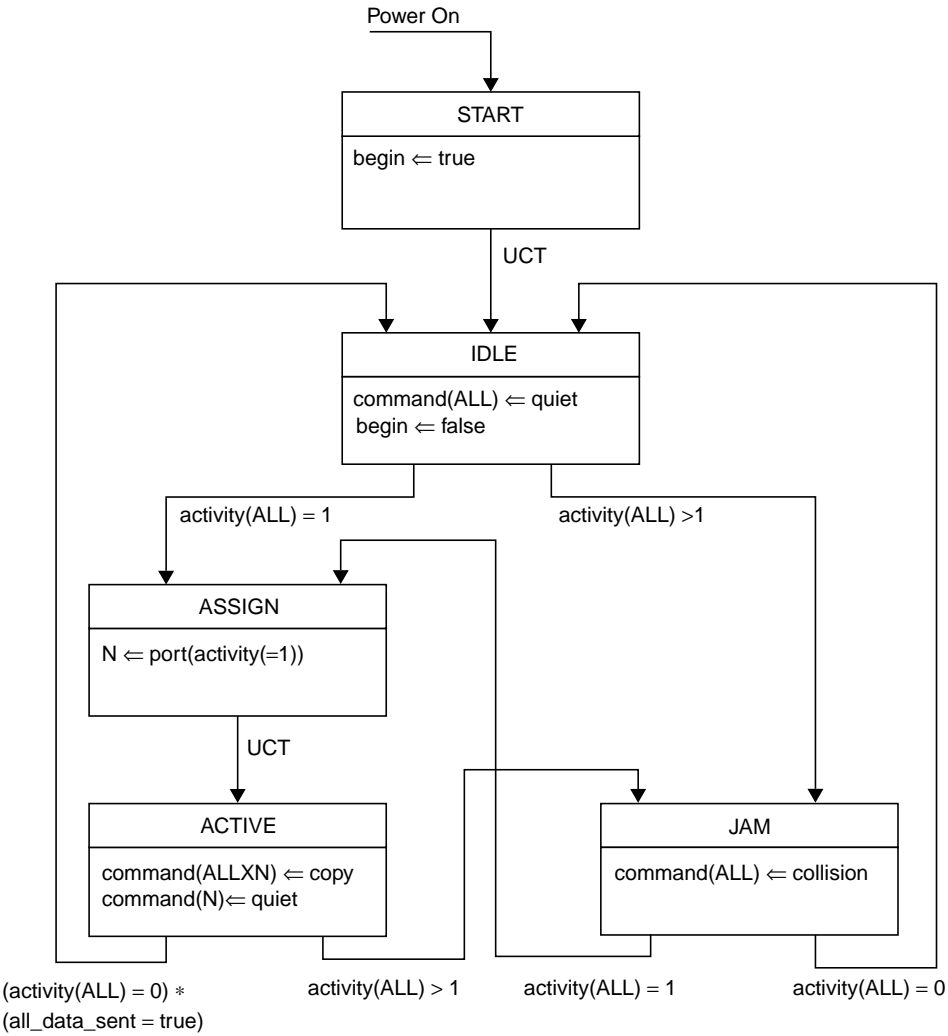 Power On
START
begin ⇐ true
UCT
IDLE
command(ALL) ⇐ quiet
begin ⇐ false
activity(ALL) = 1
activity(ALL) >1
ASSIGN
N ⇐ port(activity(=1))
UCT
ACTIVE
command(ALLXN) ⇐ copy
command(N)⇐ quiet
JAM
command(ALL) ⇐ collision
(activity(ALL) = 0) *
(all_data_sent = true)
activity(ALL) > 1
activity(ALL) = 1
activity(ALL) = 0